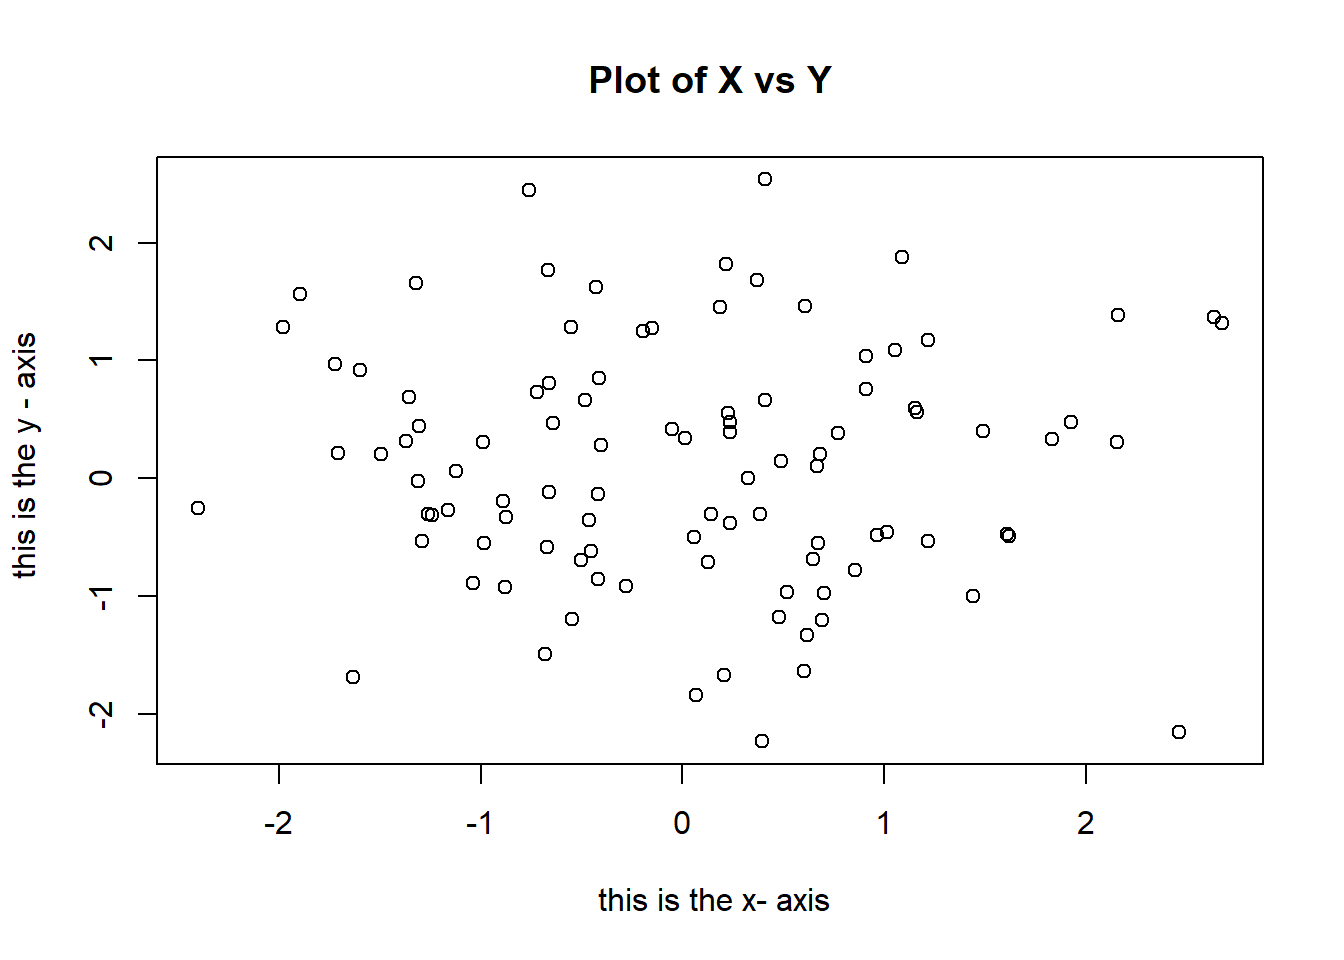 Plot of X vs Y
this is the y - axis
2
1
0
-1
-2
-2 -1 0 1 2
this is the x- axis